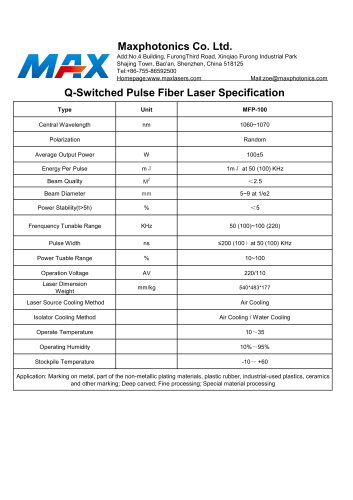 MAX
Maxphotonics Co. Ltd.
Add:No.4 Building, FurongThird Road, Xinqiao Furong Industrial Park
Shajing Town, Bao'an, Shenzhen, China 518125
Tel:+86-755-86592500
Homepage:www.maxlasers.com Mail:zoe@maxphotonics.com
Q-Switched Pulse Fiber Laser Specification
Type Unit MFP-100
Central Wavelength nm 1060~1070
Polarization Random
Average Output Power W 100±5
Energy Per Pulse mJ 1mJ at 50 (100) KHz
Beam Quality M² <2.5
Beam Diameter mm 5~9 at 1/e2
Power Stability(t>5h) % <5
Frenquency Tunable Range KHz 50 (100)~100 (220)
Pulse Width ns ≤200 (100) at 50 (100) KHz
Power Tuable Range % 10~100
Operation Voltage AV 220/110
Laser Dimension
Weight mm/kg 540*483*177
Laser Source Cooling Method Air Cooling
Isolator Cooling Method Air Cooling / Water Cooling
Operate Temperature 10～35
Operating Humidity 10%～95%
Stockpile Temperature -10～ +60
Application: Marking on metal, part of the non-metallic plating materials, plastic rubber, industrial-used plastics, ceramics
and other marking; Deep carved; Fine processing; Special material processing